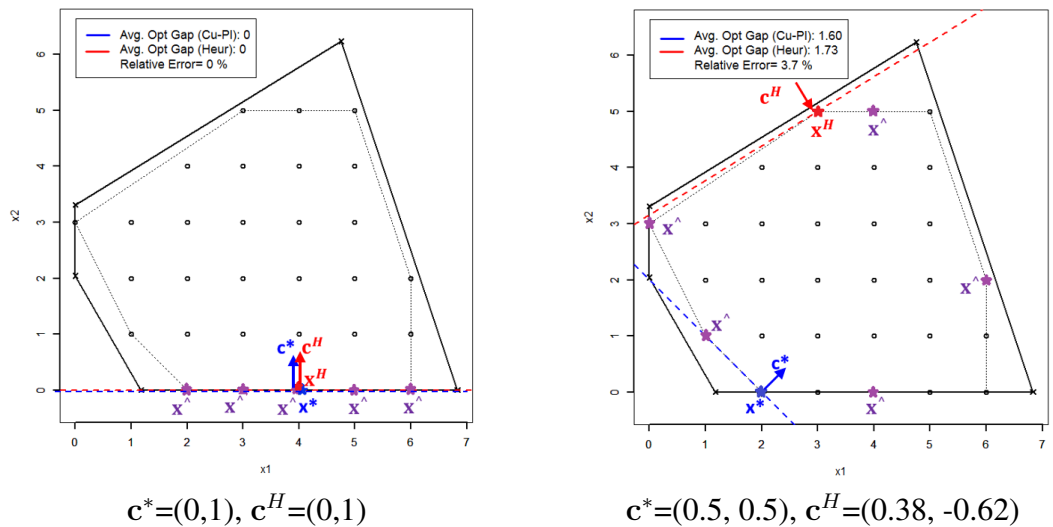 Avg. Opt Gap (Cu-Pl): 0
Avg. Opt Gap (Heur): 0
Relative Error= 0 %
6
5
4
3
2
1
0
x2
c*
c^H
x^H
x^
x^
x^
x^
x^
x*
0 1 2 3 4 5 6 7
x1
c*=(0,1), c^H=(0,1)
Avg. Opt Gap (Cu-Pl): 1.60
Avg. Opt Gap (Heur): 1.73
Relative Error= 3.7 %
6
5
4
3
2
1
0
x2
c^H
x^H
x^
x^
x^
x^
c*
x*
x^
0 1 2 3 4 5 6 7
x1
c*=(0.5, 0.5), c^H=(0.38, -0.62)